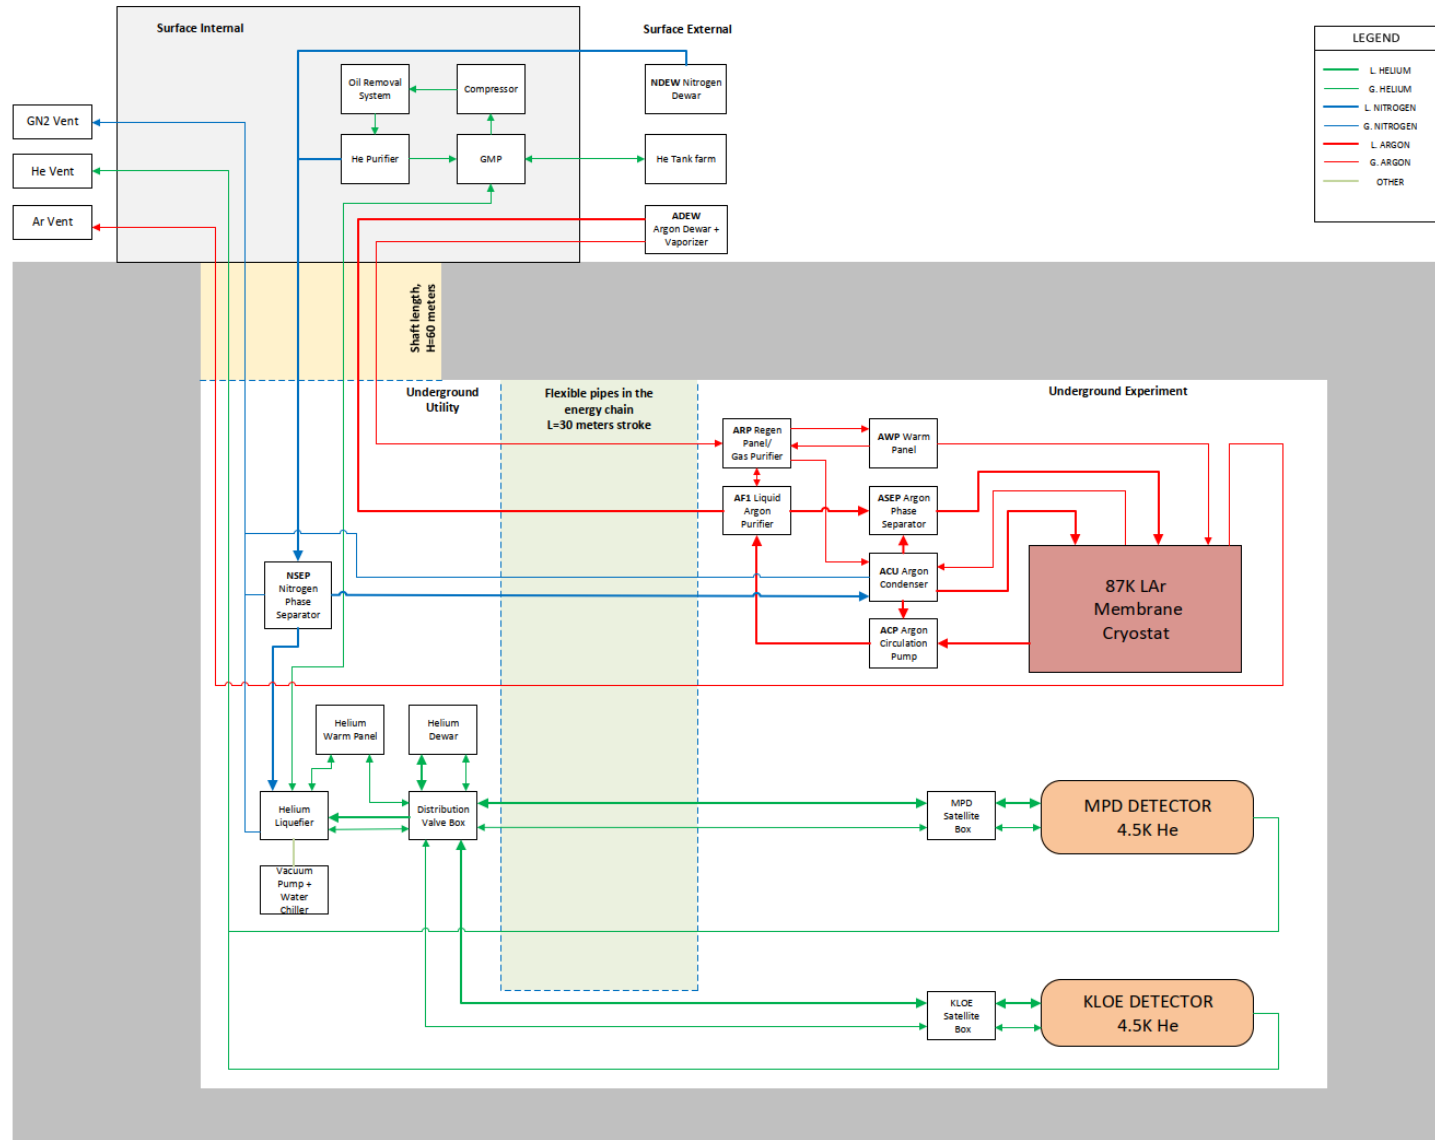 Surface Internal
Surface External
LEGEND
L. HELIUM
G. HELIUM
L. NITROGEN
G. NITROGEN
L. ARGON
G. ARGON
OTHER
Oil Removal
System
Compressor
NDEW Nitrogen
Dewar
GN2 Vent
He Vent
Ar Vent
He Purifier
GMP
He Tank farm
ADEW
Argon Dewar +
Vaporizer
Shaft length,
H=60 meters
Underground
Utility
Flexible pipes in the
energy chain
L=30 meters stroke
Underground Experiment
ARP Regen
Panel/
Gas Purifier
AWP Warm
Panel
AF1 Liquid
Argon
Purifier
ASEP Argon
Phase
Separator
NSEP
Nitrogen
Phase
Separator
ACU Argon
Condenser
87K LAr
Membrane
Cryostat
ACP Argon
Circulation
Pump
Helium
Warm Panel
Helium
Dewar
Helium
Liquefier
Distribution
Valve Box
MPD
Satellite
Box
MPD DETECTOR
4.5K He
Vacuum
Pump +
Water
Chiller
KLOE
Satellite
Box
KLOE DETECTOR
4.5K He